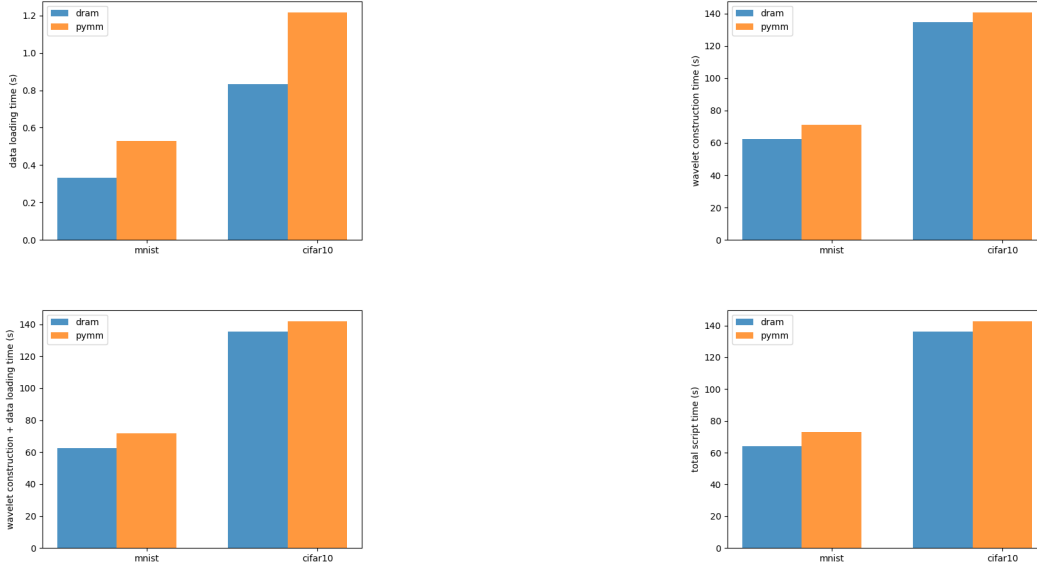 data loading time (s)
1.2
1.0
0.8
0.6
0.4
0.2
0.0
dram
pymm
mnist
cifar10
wavelet construction time (s)
140
120
100
80
60
40
20
0
dram
pymm
mnist
cifar10
wavelet construction + data loading time (s)
140
120
100
80
60
40
20
0
dram
pymm
mnist
cifar10
total script time (s)
140
120
100
80
60
40
20
0
dram
pymm
mnist
cifar10